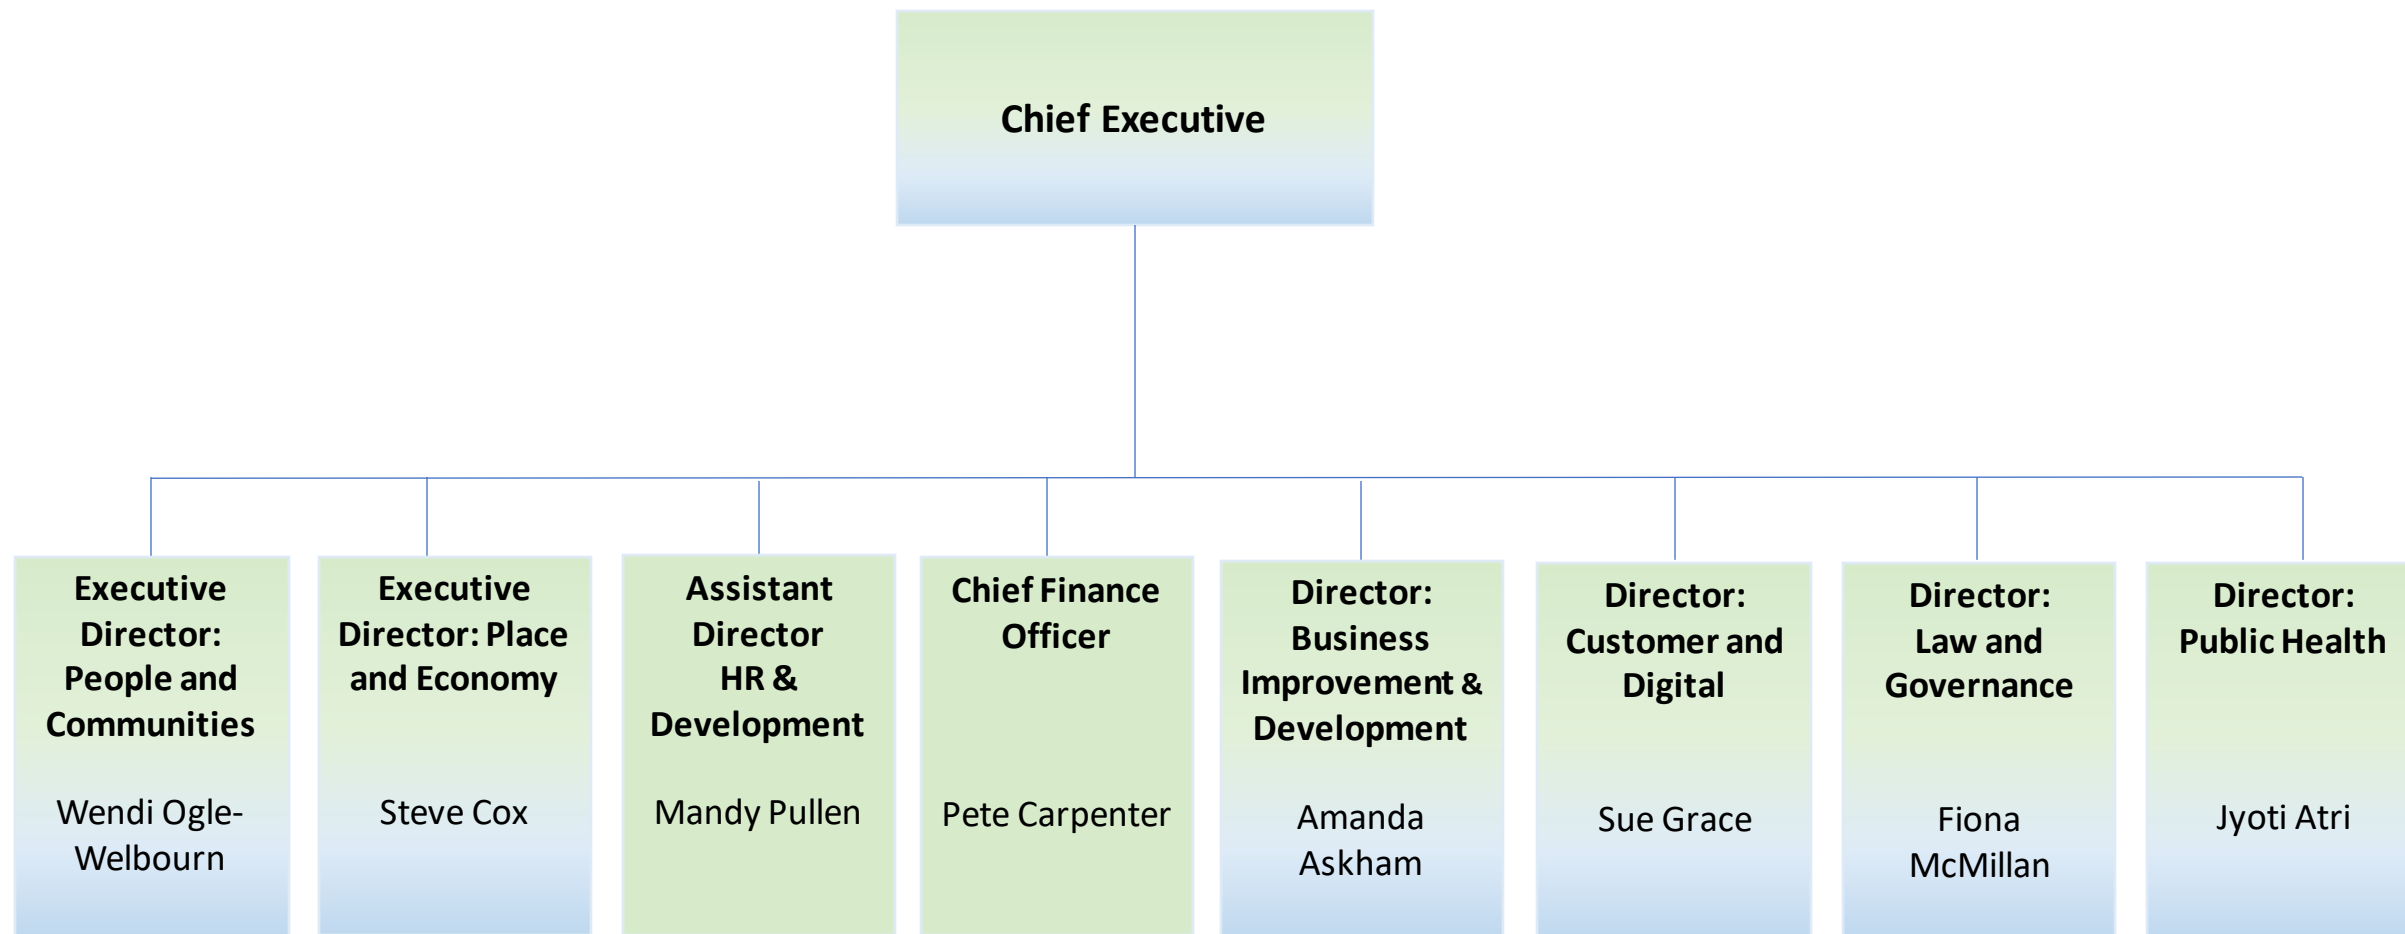 Chief Executive
Executive
Director:
People and
Communities
Wendi Ogle-
Welbourn
Executive
Director: Place
and Economy
Steve Cox
Assistant
Director
HR &
Development
Mandy Pullen
Chief Finance
Officer
Pete Carpenter
Director:
Business
Improvement &
Development
Amanda
Askham
Director:
Customer and
Digital
Sue Grace
Director:
Law and
Governance
Fiona
McMillan
Director:
Public Health
Jyoti Atri